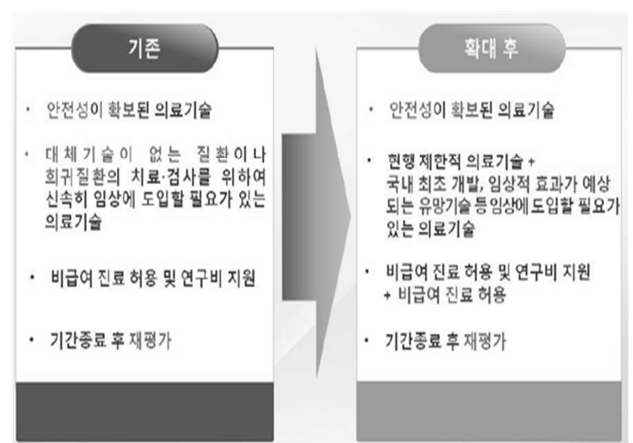 기존
· 안전성이 확보된 의료기술
· 대체기술이 없는 질환이나
희귀질환의 치료·검사를 위하여
신속히 임상에 도입할 필요가 있는
의료기술
· 비급여 진료 허용 및 연구비 지원
· 기간종료 후 재평가
확대 후
· 안전성이 확보된 의료기술
· 현행 제한적 의료기술 +
국내 최초 개발, 임상적 효과가 예상
되는 유망기술 등 임상에 도입할 필요가
있는 의료기술
· 비급여 진료 허용 및 연구비 지원
+ 비급여 진료 허용
· 기간종료 후 재평가